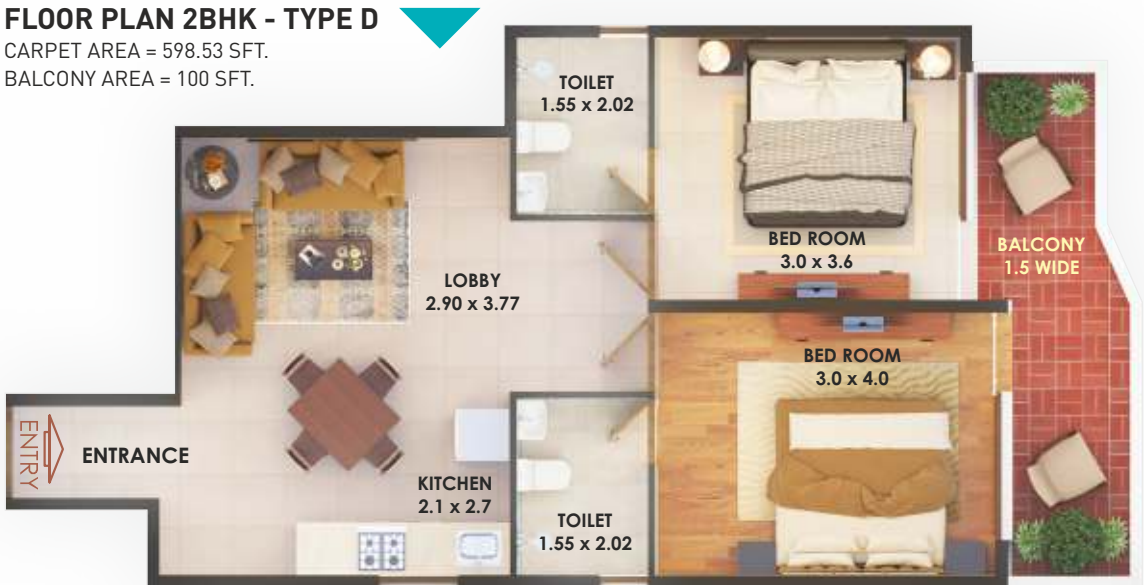 FLOOR PLAN 2BHK - TYPE D
CARPET AREA = 598.53 SFT.
BALCONY AREA = 100 SFT.
TOILET
1.55 x 2.02
BED ROOM
3.0 x 3.6
BALCONY
1.5 WIDE
LOBBY
2.90 x 3.77
BED ROOM
3.0 x 4.0
ENTRY
ENTRANCE
KITCHEN
2.1 x 2.7
TOILET
1.55 x 2.02